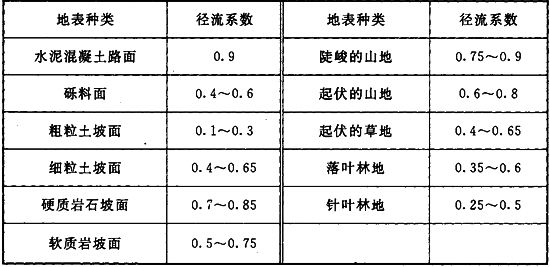 地表种类 径流系数 地表种类 径流系数
水泥混凝土路面 0.9 陡峻的山地 0.75～0.9
砾料面 0.4～0.6 起伏的山地 0.6～0.8
粗粒土坡面 0.1～0.3 起伏的草地 0.4～0.65
细粒土坡面 0.4～0.65 落叶林地 0.35～0.6
硬质岩石坡面 0.7～0.85 针叶林地 0.25～0.5
软质岩坡面 0.5～0.75